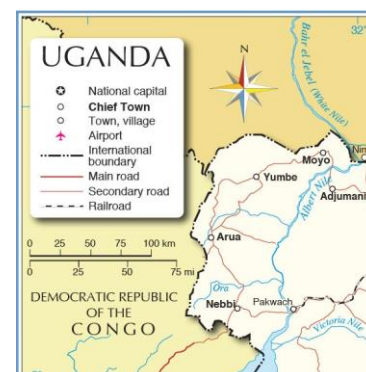 UGANDA
National capital
Chief Town
Town, village
Airport
International
boundary
Main road
Secondary road
Railroad
0 25 50 75 100 km
0 25 50 75 mi
N
32°
Bahr el Jebel (White Nile)
Moyo
Nim
Yumbe
Adjumani
Albert Nile
Arua
Ora
Nebbi
Pakwach
Victoria Nile
DEMOCRATIC REPUBLIC
OF THE
CONGO